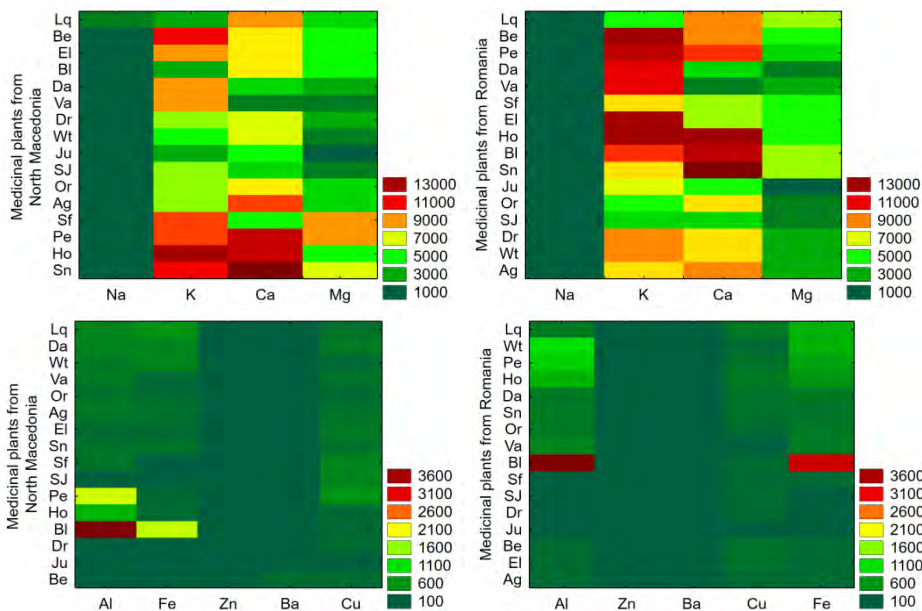 Medicinal plants from
North Macedonia
Lq
Be
El
Bl
Da
Va
Dr
Wt
Ju
SJ
Or
Ag
Sf
Pe
Ho
Sn
Na K Ca Mg
13000
11000
9000
7000
5000
3000
1000
Medicinal plants from Romania
Lq
Be
Pe
Da
Va
Sf
El
Ho
Bl
Sn
Ju
Or
SJ
Dr
Wt
Ag
Na K Ca Mg
13000
11000
9000
7000
5000
3000
1000
Medicinal plants from
North Macedonia
Lq
Da
Wt
Va
Or
Ag
El
Sn
Sf
SJ
Pe
Ho
Bl
Dr
Ju
Be
Al Fe Zn Ba Cu
3600
3100
2600
2100
1600
1100
600
100
Medicinal plants from Romania
Lq
Wt
Pe
Ho
Da
Sn
Or
Va
Bl
Sf
SJ
Dr
Ju
Be
El
Ag
Al Zn Ba Cu Fe
3600
3100
2600
2100
1600
1100
600
100